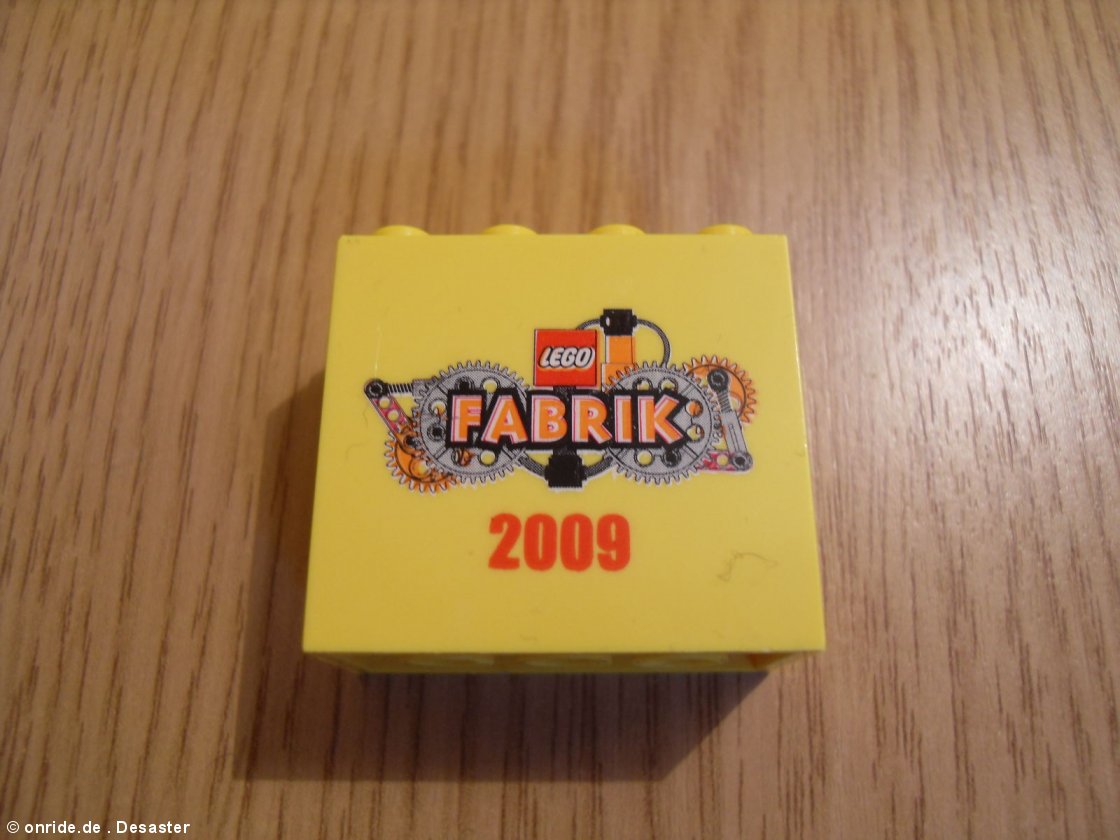 LEGO
FABRIK
2009
© onride.de . Desaster